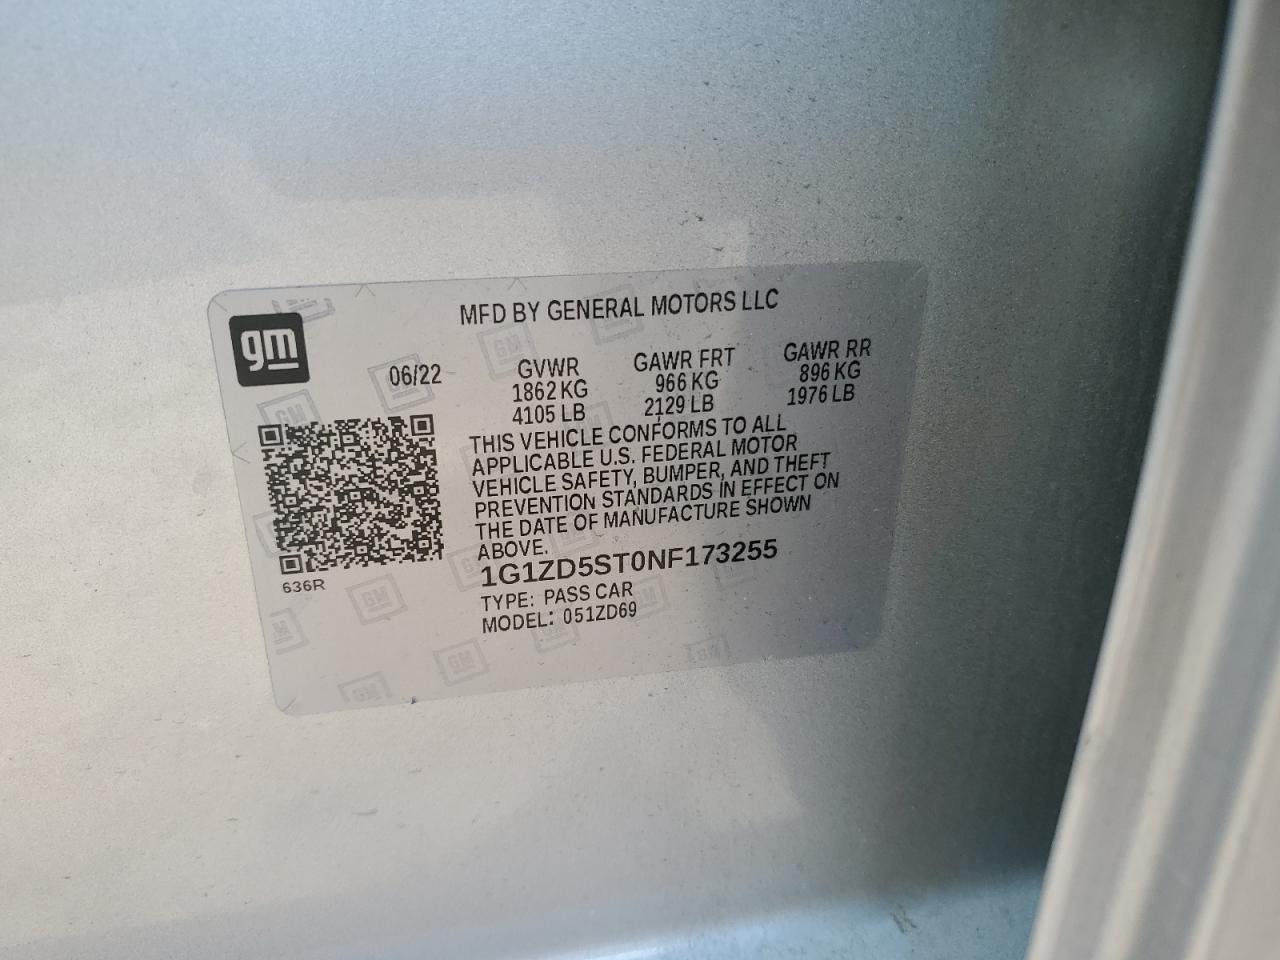 MFD BY GENERAL MOTORS LLC
gm
06/22 GVWR GAWR FRT GAWR RR
1862 KG 966 KG 896 KG
4105 LB 2129 LB 1976 LB
THIS VEHICLE CONFORMS TO ALL
APPLICABLE U.S. FEDERAL MOTOR
VEHICLE SAFETY, BUMPER, AND THEFT
PREVENTION STANDARDS IN EFFECT ON
THE DATE OF MANUFACTURE SHOWN
ABOVE.
636R
1G1ZD5ST0NF173255
TYPE: PASS CAR
MODEL: 051ZD69